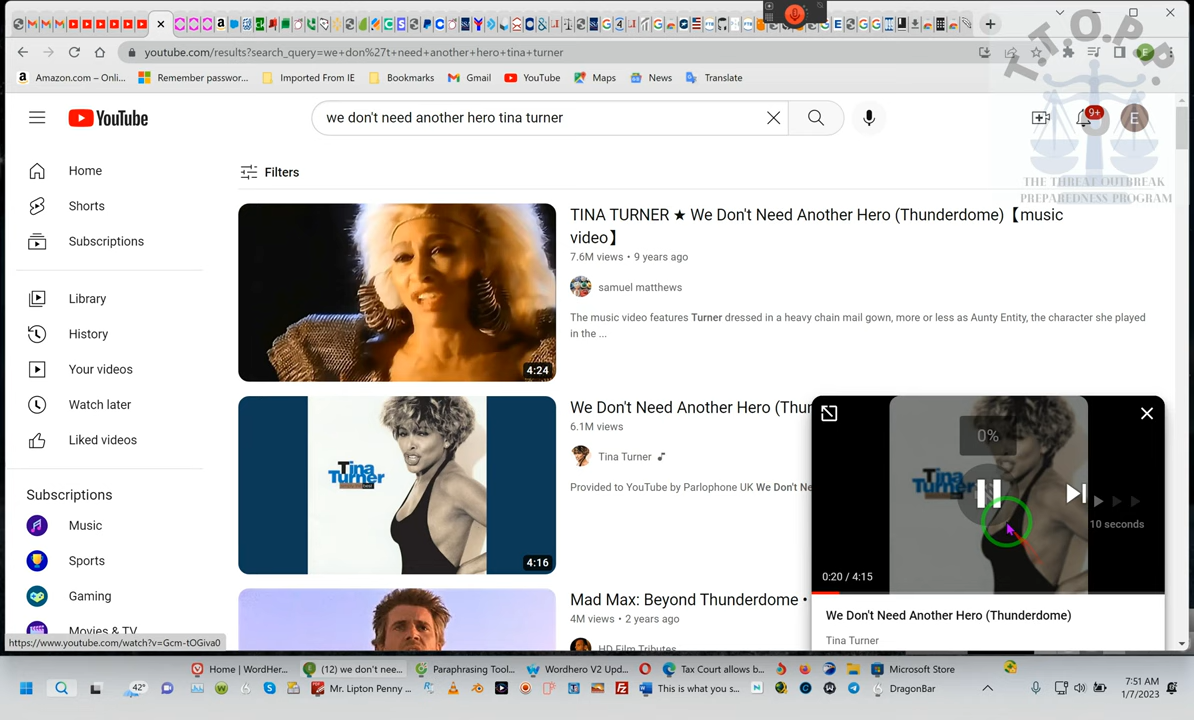 youtube.com/results?search_query=we+don%27t+need+another+hero+tina+turner
Amazon.com – Onli...
Remember passwor...
Imported From IE
Bookmarks
Gmail
YouTube
Maps
News
Translate
T.T.O.P.P.
THE THREAT OUTBREAK
PREPAREDNESS PROGRAM
YouTube
we don't need another hero tina turner
9+
E
Home
Shorts
Subscriptions
Library
History
Your videos
Watch later
Liked videos
Subscriptions
Music
Sports
Gaming
Movies & TV
https://www.youtube.com/watch?v=Gcm-tOGiva0
Filters
4:24
TINA TURNER ★ We Don't Need Another Hero (Thunderdome)【music
video】
7.6M views • 9 years ago
samuel matthews
The music video features Turner dressed in a heavy chain mail gown, more or less as Aunty Entity, the character she played
in the ...
Tina
Turner
4:16
We Don't Need Another Hero (Thur
6.1M views
Tina Turner
Provided to YouTube by Parlophone UK We Don't Ne
Mad Max: Beyond Thunderdome •
4M views • 2 years ago
HD Film Tributes
0%
10 seconds
0:20 / 4:15
We Don't Need Another Hero (Thunderdome)
Tina Turner
Home | WordHer...
(12) we don't nee...
Paraphrasing Tool...
Wordhero V2 Upd...
Tax Court allows b...
Microsoft Store
42°
Mr. Lipton Penny ...
This is what you s...
DragonBar
7:51 AM
1/7/2023